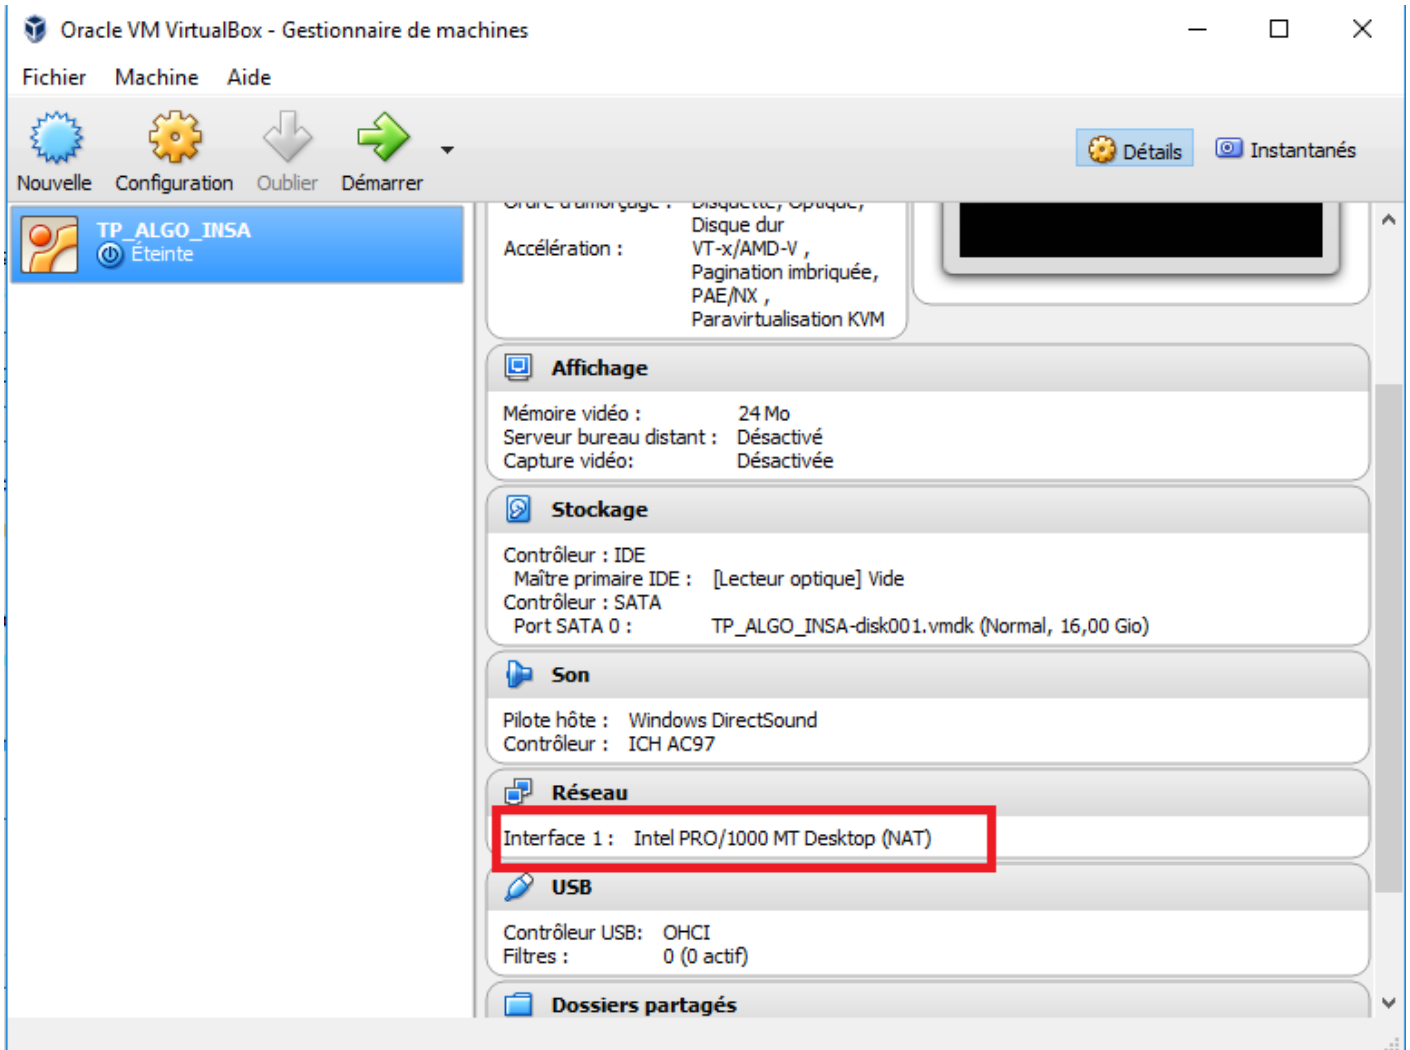 Oracle VM VirtualBox - Gestionnaire de machines
Fichier Machine Aide
Nouvelle Configuration Oublier Démarrer
Détails Instantanés
TP_ALGO_INSA
Éteinte
Ordre d'amorçage : Disquette, Optique,
Disque dur
Accélération : VT-x/AMD-V ,
Pagination imbriquée,
PAE/NX ,
Paravirtualisation KVM
Affichage
Mémoire vidéo : 24 Mo
Serveur bureau distant : Désactivé
Capture vidéo: Désactivée
Stockage
Contrôleur : IDE
Maître primaire IDE : [Lecteur optique] Vide
Contrôleur : SATA
Port SATA 0 : TP_ALGO_INSA-disk001.vmdk (Normal, 16,00 Gio)
Son
Pilote hôte : Windows DirectSound
Contrôleur : ICH AC97
Réseau
Interface 1 : Intel PRO/1000 MT Desktop (NAT)
USB
Contrôleur USB: OHCI
Filtres : 0 (0 actif)
Dossiers partagés